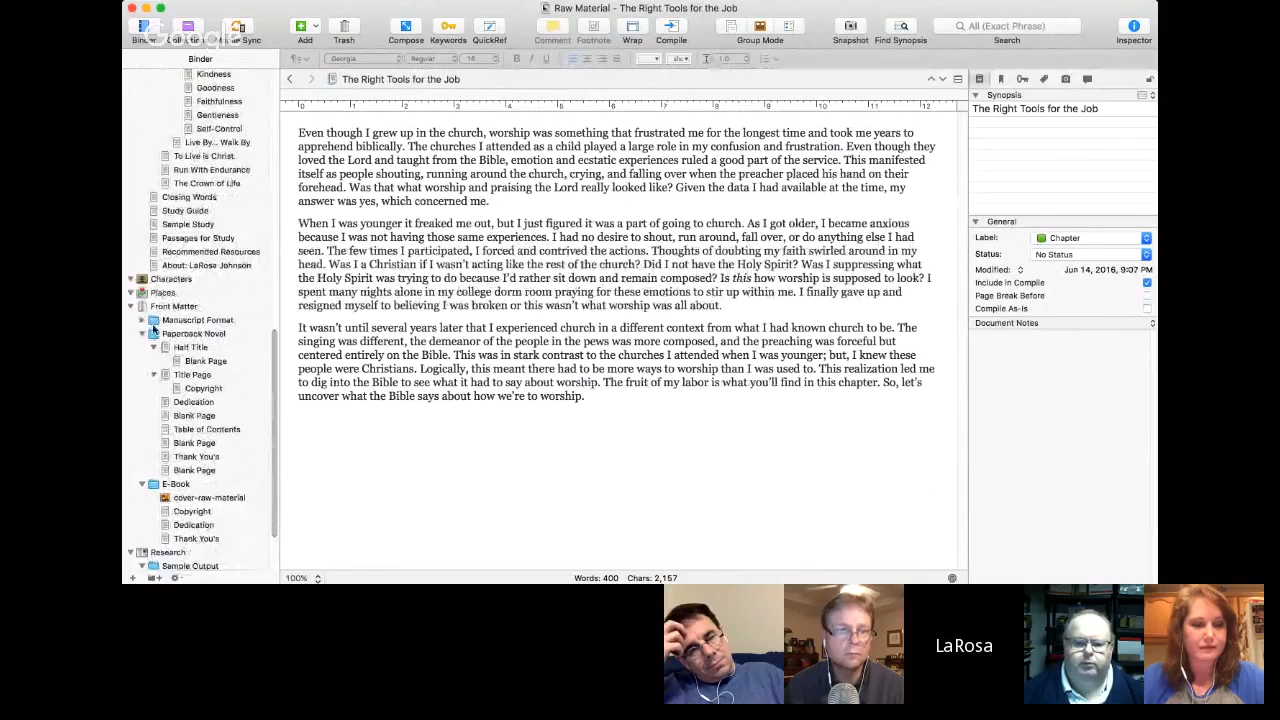 Raw Material - The Right Tools for the Job
Add Trash Compose Keywords QuickRef Comment Footnote Wrap Compile Group Mode Snapshot Find Synopsis Search Inspector
All (Exact Phrase)
Google
Georgia Regular 16 B I U abc 1.0
Binder
The Right Tools for the Job
0 1 2 3 4 5 6 7 8 9 10 11 12
Kindness
Goodness
Faithfulness
Gentleness
Self-Control
Live By... Walk By
To Live is Christ
Run With Endurance
The Crown of Life
Closing Words
Study Guide
Sample Study
Passages for Study
Recommended Resources
About: LaRosa Johnson
Characters
Places
Front Matter
Manuscript Format
Paperback Novel
Half Title
Blank Page
Title Page
Copyright
Dedication
Blank Page
Table of Contents
Blank Page
Thank You's
Blank Page
E-Book
cover-raw-material
Copyright
Dedication
Thank You's
Research
Sample Output
Even though I grew up in the church, worship was something that frustrated me for the longest time and took me years to
apprehend biblically. The churches I attended as a child played a large role in my confusion and frustration. Even though they
loved the Lord and taught from the Bible, emotion and ecstatic experiences ruled a good part of the service. This manifested
itself as people shouting, running around the church, crying, and falling over when the preacher placed his hand on their
forehead. Was that what worship and praising the Lord really looked like? Given the data I had available at the time, my
answer was yes, which concerned me.
When I was younger it freaked me out, but I just figured it was a part of going to church. As I got older, I became anxious
because I was not having those same experiences. I had no desire to shout, run around, fall over, or do anything else I had
seen. The few times I participated, I forced and contrived the actions. Thoughts of doubting my faith swirled around in my
head. Was I a Christian if I wasn't acting like the rest of the church? Did I not have the Holy Spirit? Was I suppressing what
the Holy Spirit was trying to do because I'd rather sit down and remain composed? Is this how worship is supposed to look? I
spent many nights alone in my college dorm room praying for these emotions to stir up within me. I finally gave up and
resigned myself to believing I was broken or this wasn't what worship was all about.
It wasn't until several years later that I experienced church in a different context from what I had known church to be. The
singing was different, the demeanor of the people in the pews was more composed, and the preaching was forceful but
centered entirely on the Bible. This was in stark contrast to the churches I attended when I was younger; but, I knew these
people were Christians. Logically, this meant there had to be more ways to worship than I was used to. This realization led me
to dig into the Bible to see what it had to say about worship. The fruit of my labor is what you'll find in this chapter. So, let's
uncover what the Bible says about how we're to worship.
Synopsis
The Right Tools for the Job
General
Label: Chapter
Status: No Status
Modified: Jun 14, 2016, 9:07 PM
Include in Compile
Page Break Before
Compile As-Is
Document Notes
100% Words: 400 Chars: 2,157
LaRosa